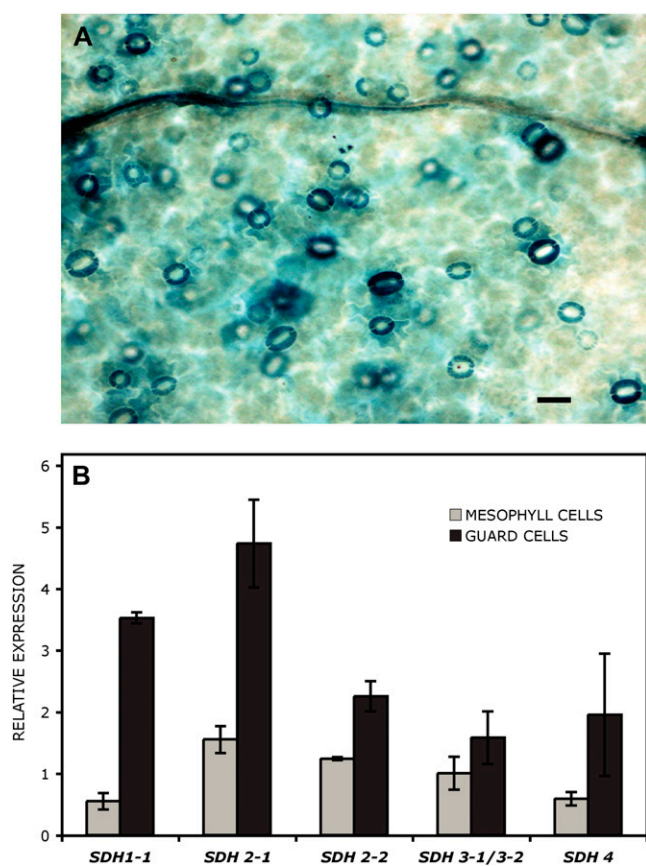 A
B
6
5
4
3
2
1
0
RELATIVE EXPRESSION
MESOPHYLL CELLS
GUARD CELLS
SDH1-1 SDH 2-1 SDH 2-2 SDH 3-1/3-2 SDH 4